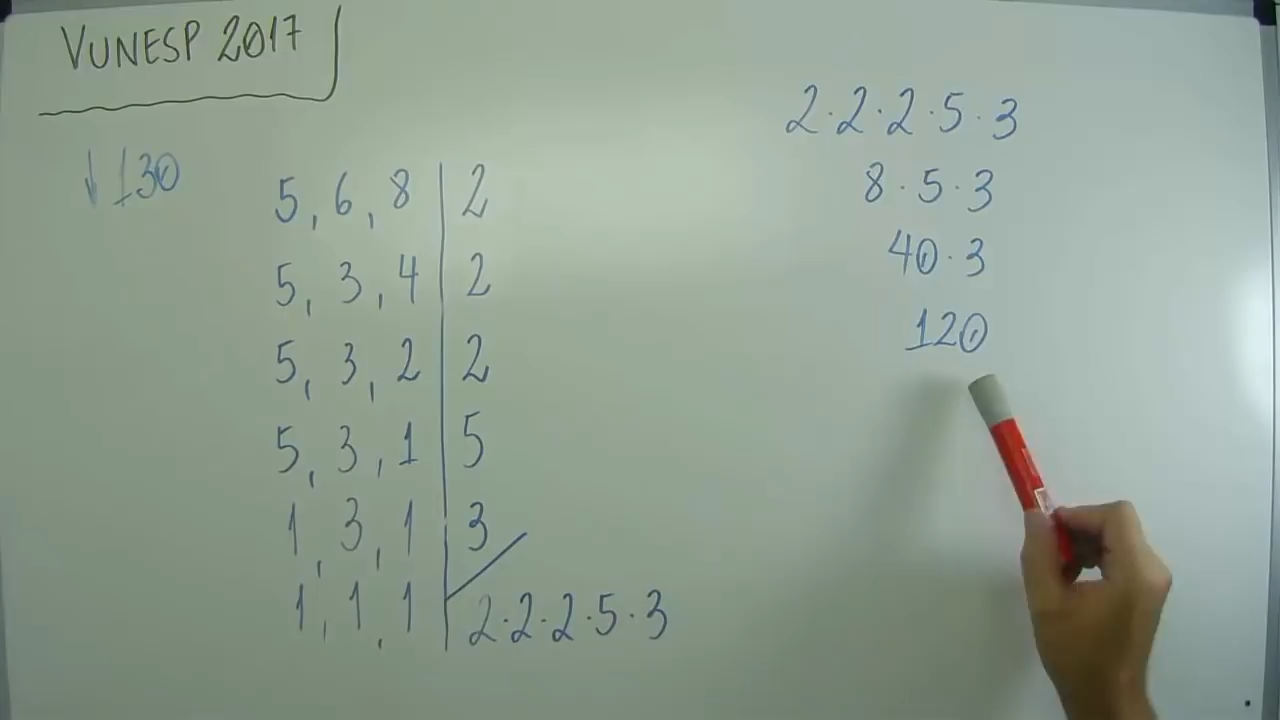 VUNESP 2017
↓ 130
5, 6, 8 | 2
5, 3, 4 | 2
5, 3, 2 | 2
5, 3, 1 | 5
1, 3, 1 | 3
1, 1, 1 | 2·2·2·5·3
2·2·2·5·3
8·5·3
40·3
120